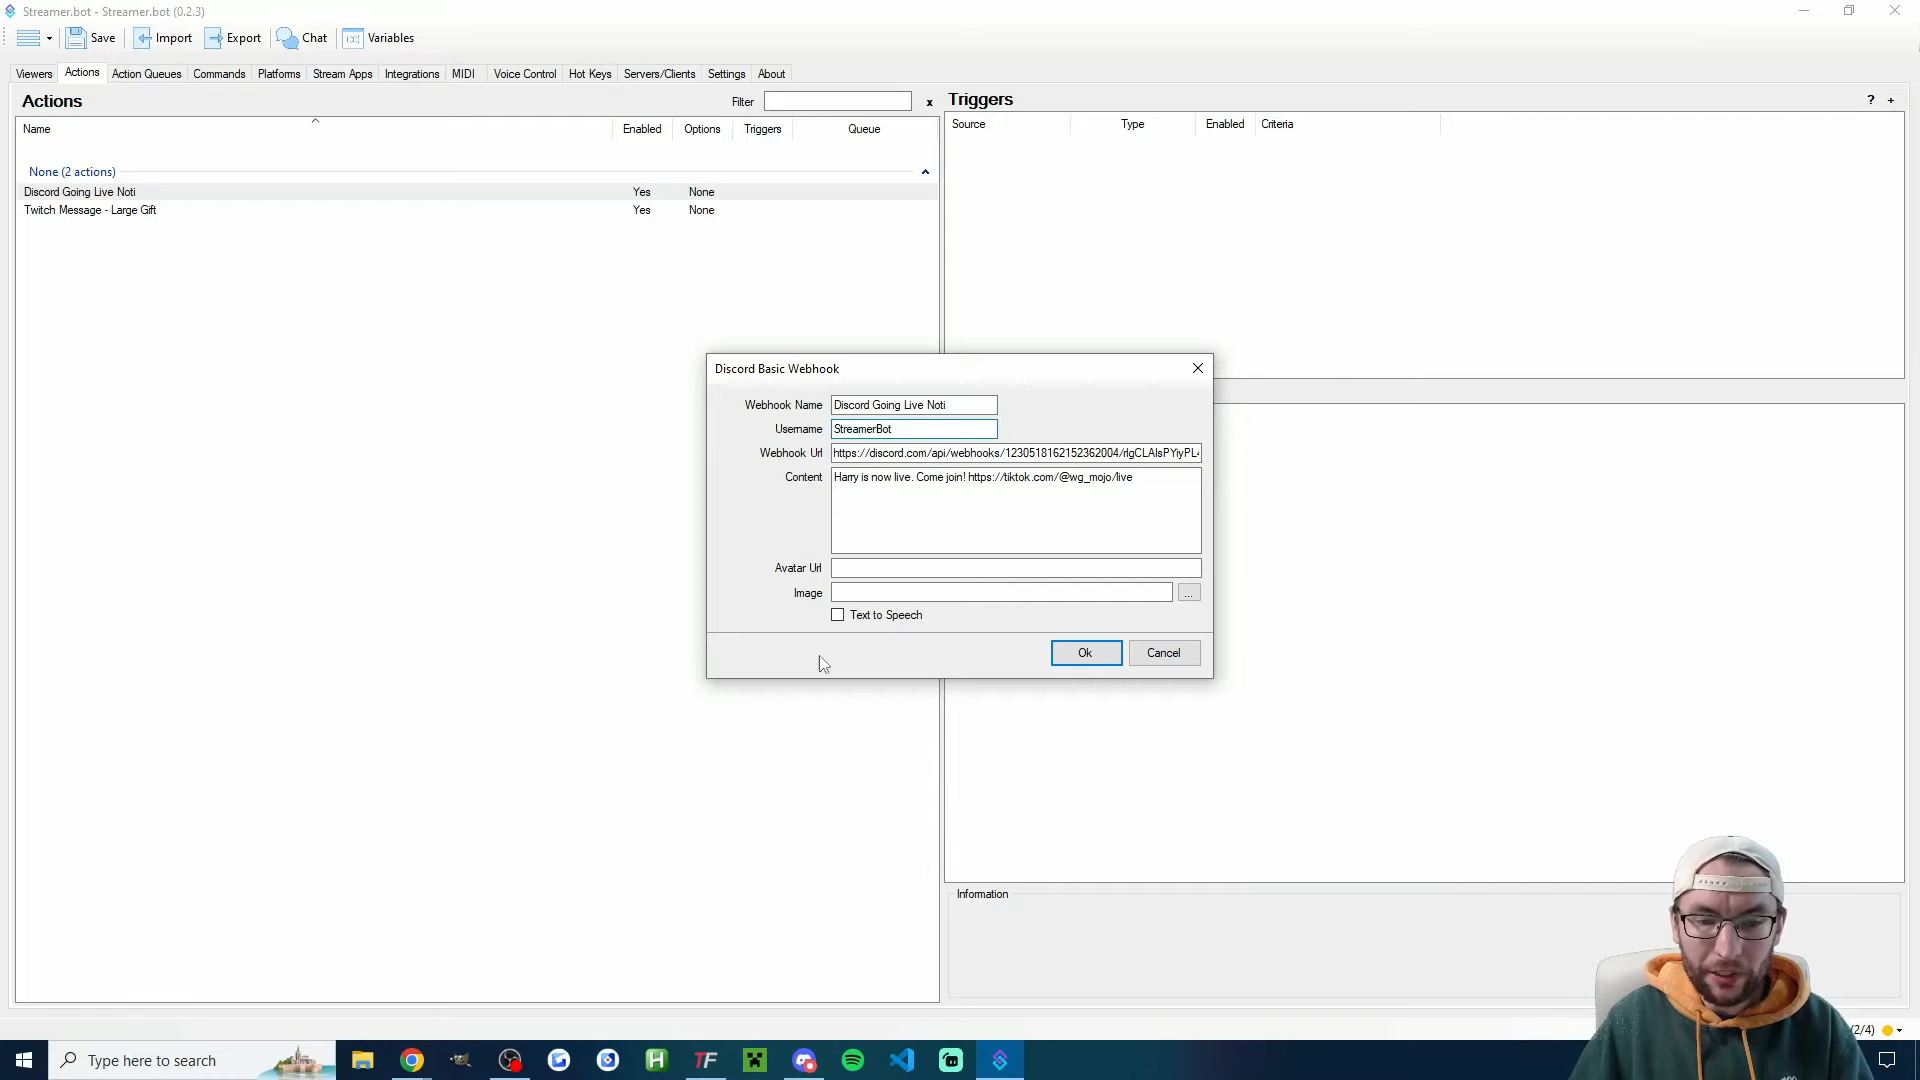 Streamer.bot - Streamer.bot (0.2.3)
Save Import Export Chat Variables
Viewers Actions Action Queues Commands Platforms Stream Apps Integrations MIDI Voice Control Hot Keys Servers/Clients Settings About
Actions Filter x
Name Enabled Options Triggers Queue
None (2 actions)
Discord Going Live Noti Yes None
Twitch Message - Large Gift Yes None
Triggers ? +
Source Type Enabled Criteria
Discord Basic Webhook
Webhook Name Discord Going Live Noti
Username StreamerBot
Webhook Url https://discord.com/api/webhooks/1230518162152362004/
Content Harry is now live. Come join! https://tiktok.com/@wg_mojo/live
Avatar Url
Image ...
Text to Speech
Ok Cancel
Information
/2/4)
Type here to search